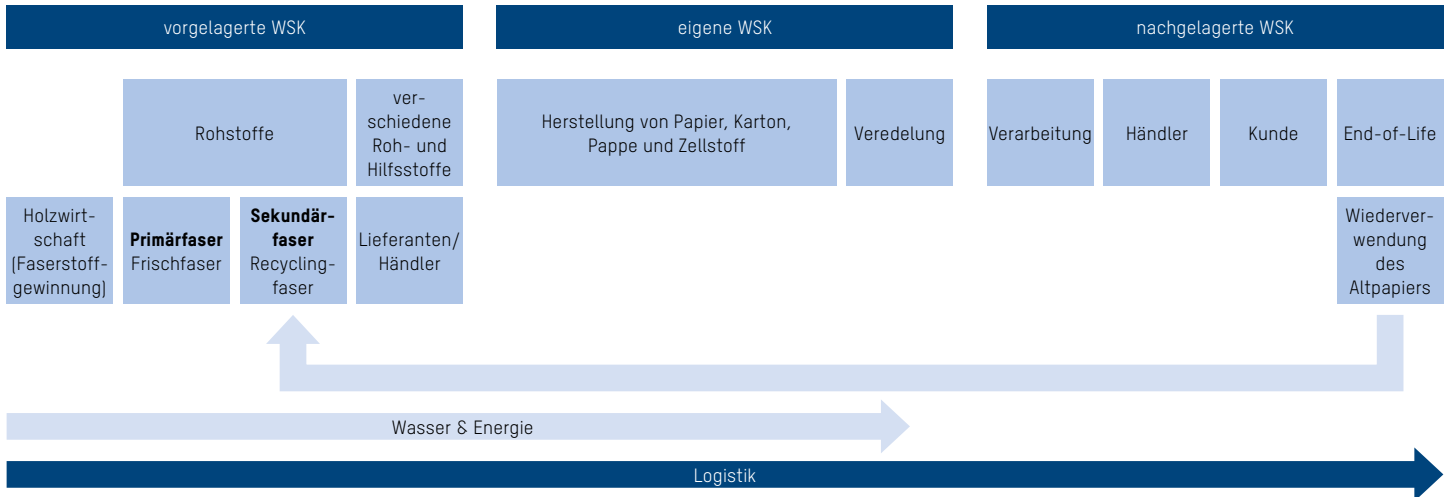 vorgelagerte WSK
eigene WSK
nachgelagerte WSK
Rohstoffe
ver-
schiedene
Roh- und
Hilfsstoffe
Herstellung von Papier, Karton,
Pappe und Zellstoff
Veredelung
Verarbeitung
Händler
Kunde
End-of-Life
Holzwirt-
schaft
(Faserstoff-
gewinnung)
Primärfaser
Frischfaser
Sekundär-
faser
Recycling-
faser
Lieferanten/
Händler
Wiederver-
wendung
des
Altpapiers
Wasser & Energie
Logistik